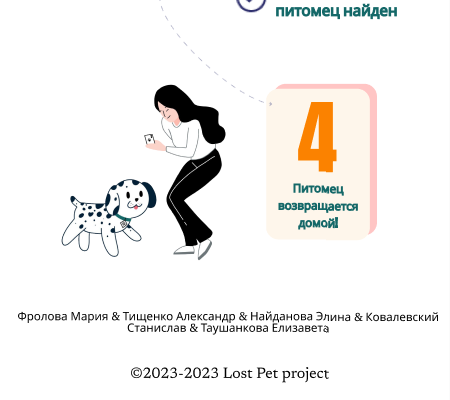 питомец найден
4
Питомец
возвращается
домой!
Фролова Мария & Тищенко Александр & Найданова Элина & Ковалевский
Станислав & Таушанкова Елизавета
©2023-2023 Lost Pet project